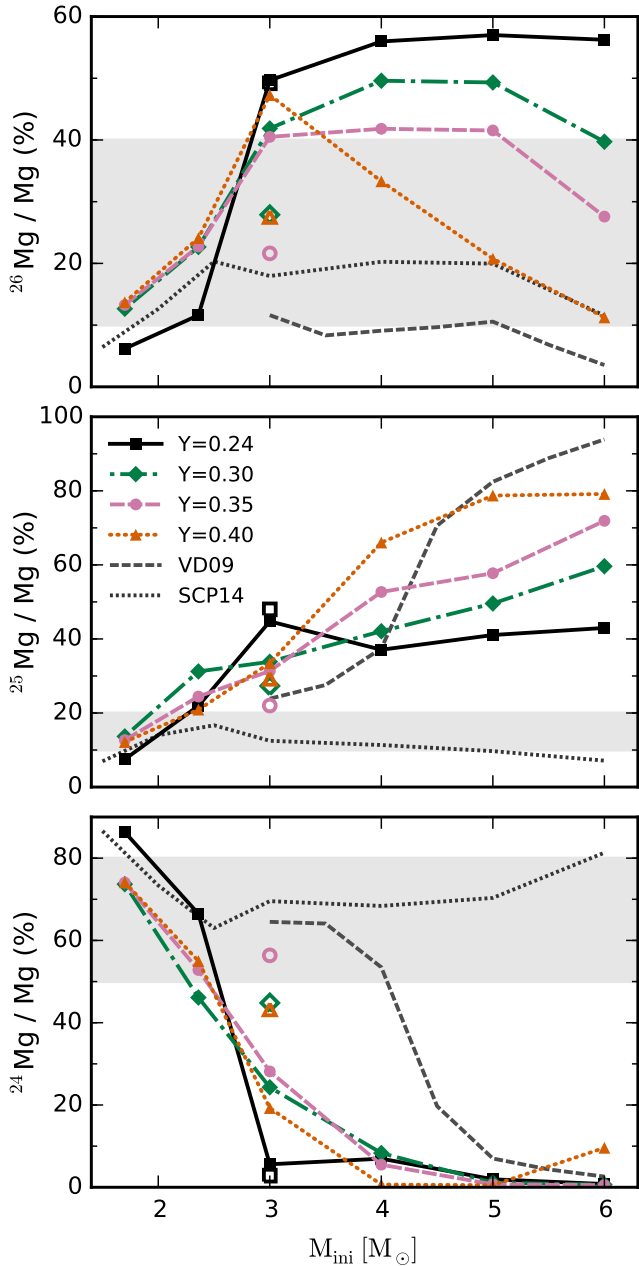 60
40
20
0
²⁶Mg / Mg (%)
100
80
60
40
20
0
²⁵Mg / Mg (%)
Y=0.24
Y=0.30
Y=0.35
Y=0.40
VD09
SCP14
80
60
40
20
0
²⁴Mg / Mg (%)
2 3 4 5 6
M_ini [M_☉]